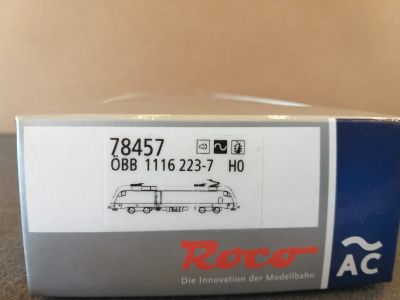 78457
ÖBB 1116 223-7 H0
Roco
Die Innovation der Modellbahn
AC